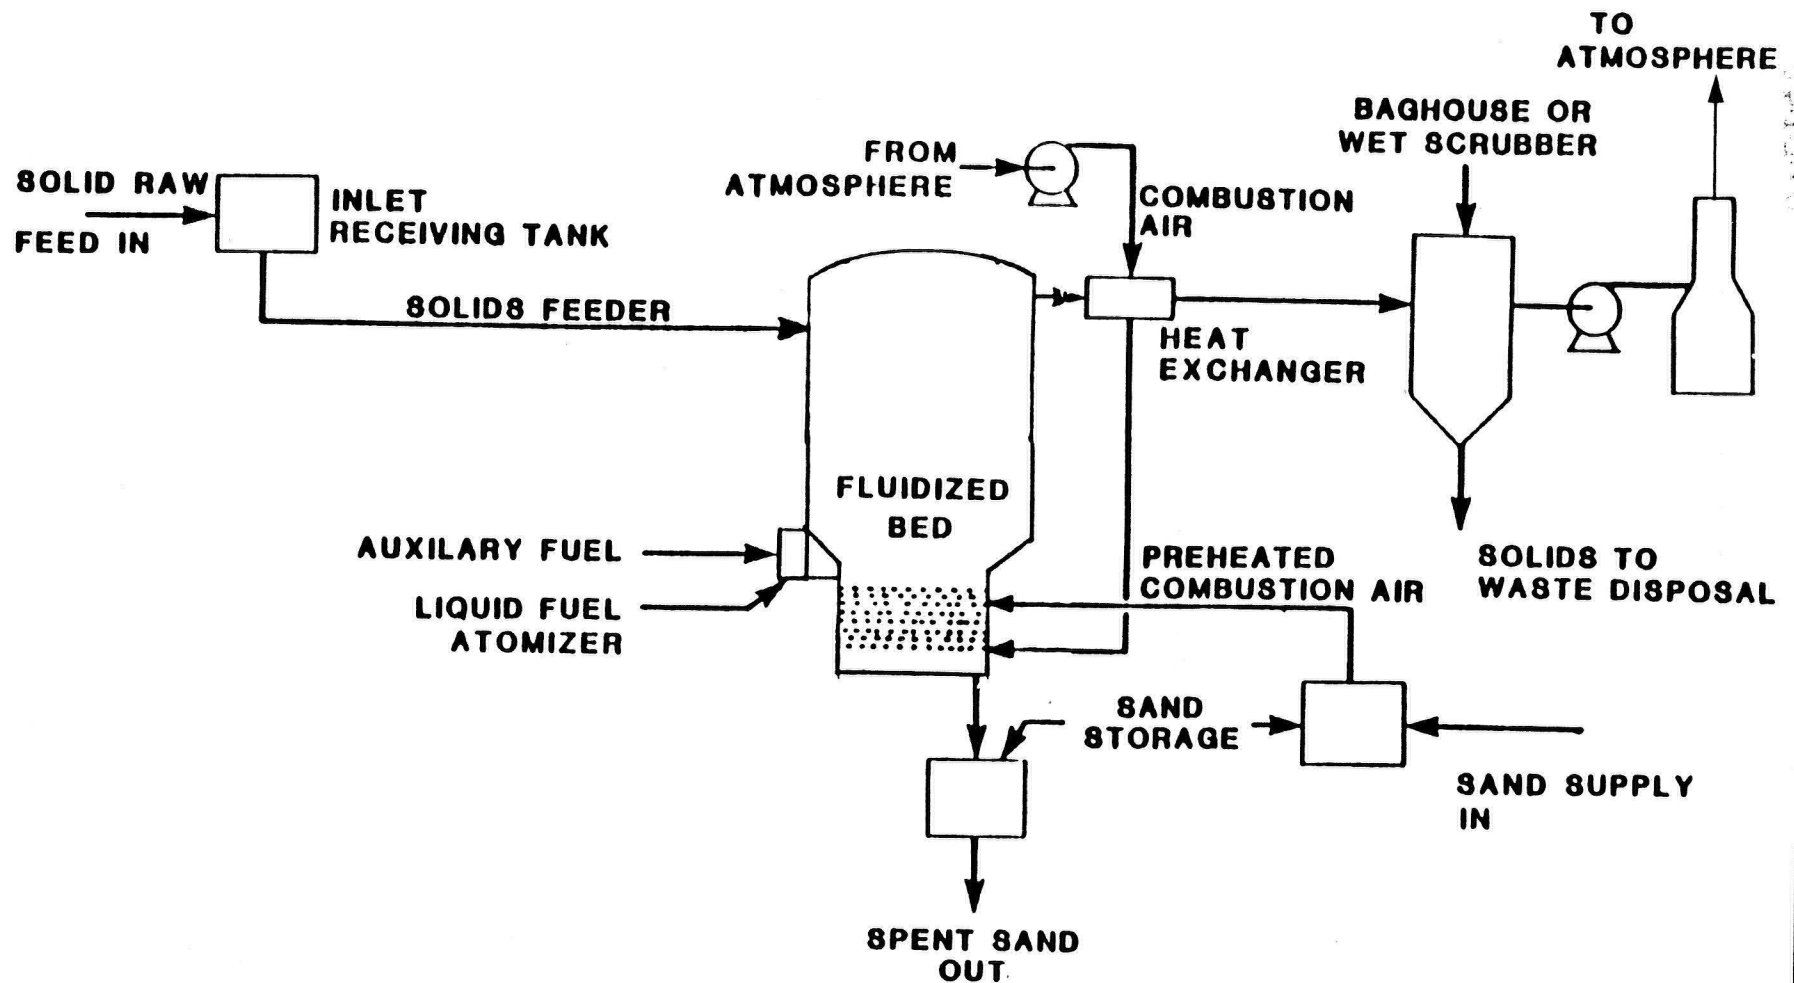 TO
ATMOSPHERE
BAGHOUSE OR
WET SCRUBBER
FROM
ATMOSPHERE
COMBUSTION
AIR
SOLID RAW
FEED IN
INLET
RECEIVING TANK
SOLIDS FEEDER
HEAT
EXCHANGER
FLUIDIZED
BED
AUXILARY FUEL
LIQUID FUEL
ATOMIZER
PREHEATED
COMBUSTION AIR
SOLIDS TO
WASTE DISPOSAL
SAND
STORAGE
SAND SUPPLY
IN
SPENT SAND
OUT